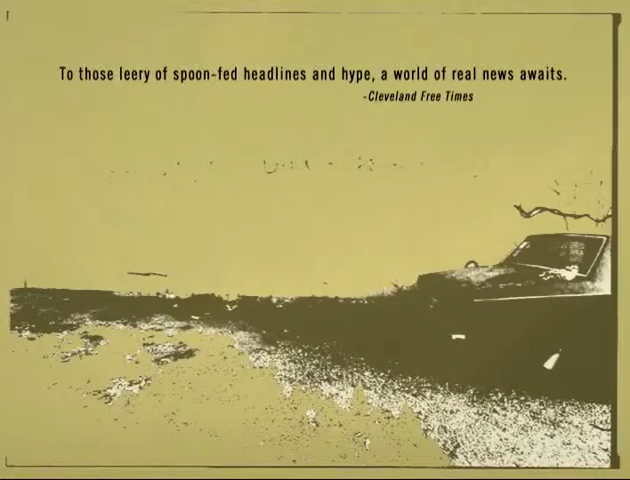 To those leery of spoon-fed headlines and hype, a world of real news awaits.
-Cleveland Free Times